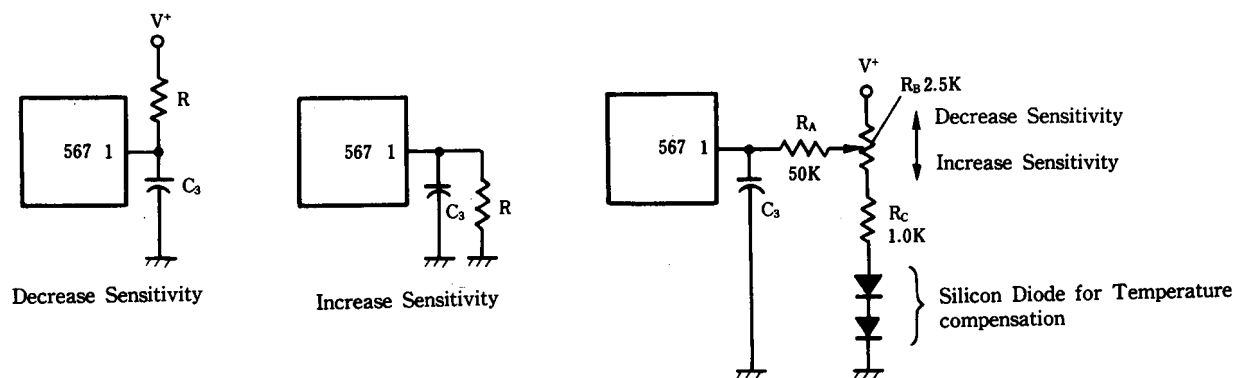 V⁺
R
567 1
C₃
Decrease Sensitivity
567 1
C₃
R
Increase Sensitivity
V⁺
R_B 2.5K
Decrease Sensitivity
Increase Sensitivity
R_A
567 1
50K
C₃
R_C
1.0K
Silicon Diode for Temperature
compensation